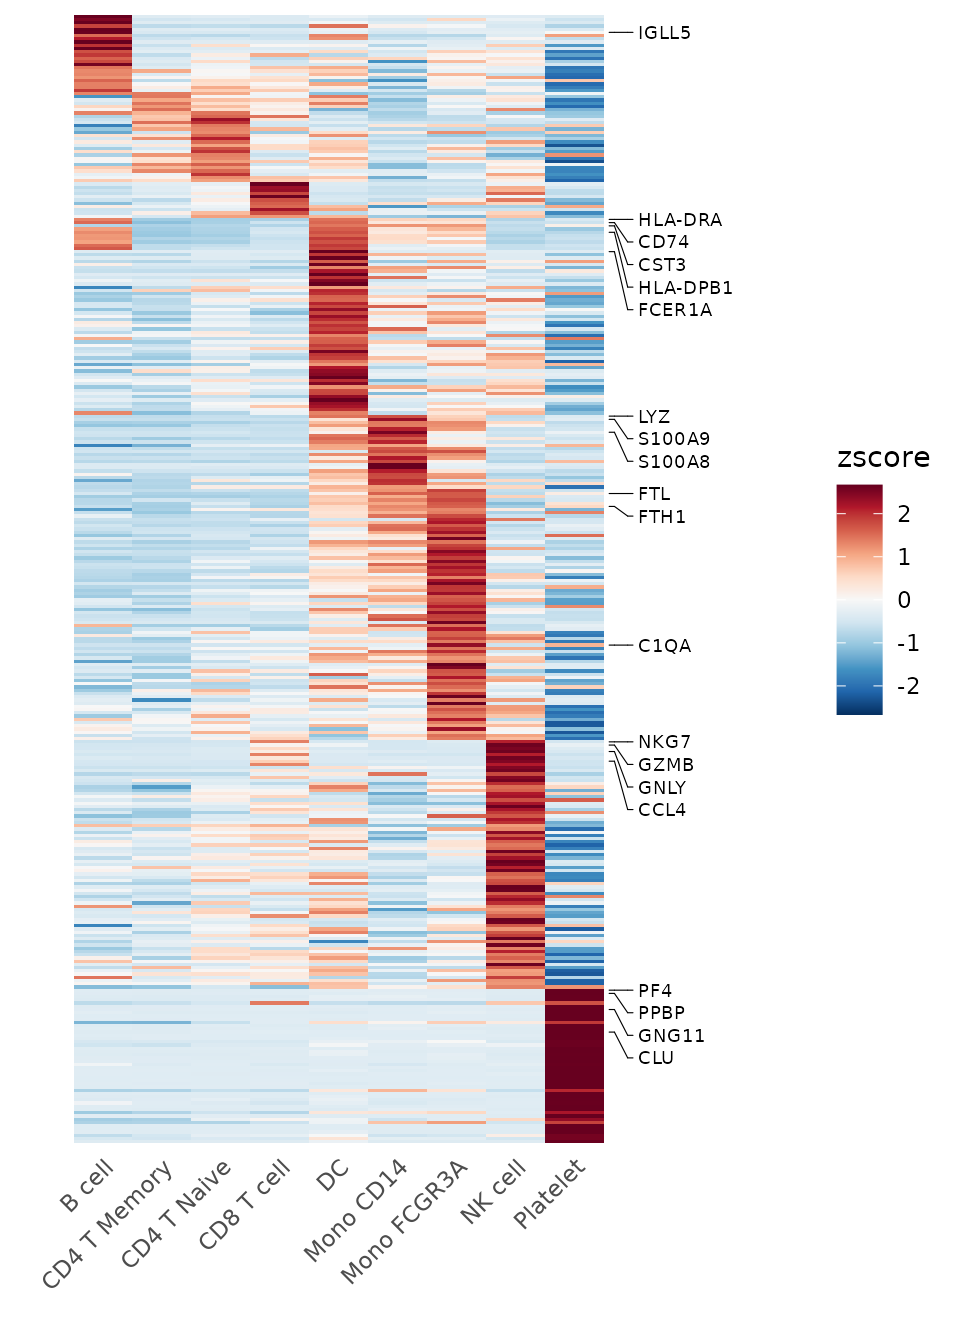 IGLL5
HLA-DRA
CD74
CST3
HLA-DPB1
FCER1A
LYZ
S100A9
S100A8
FTL
FTH1
C1QA
NKG7
GZMB
GNLY
CCL4
PF4
PPBP
GNG11
CLU
zscore
2
1
0
-1
-2
B cell
CD4 T Memory
CD4 T Naive
CD8 T cell
DC
Mono CD14
Mono FCGR3A
NK cell
Platelet